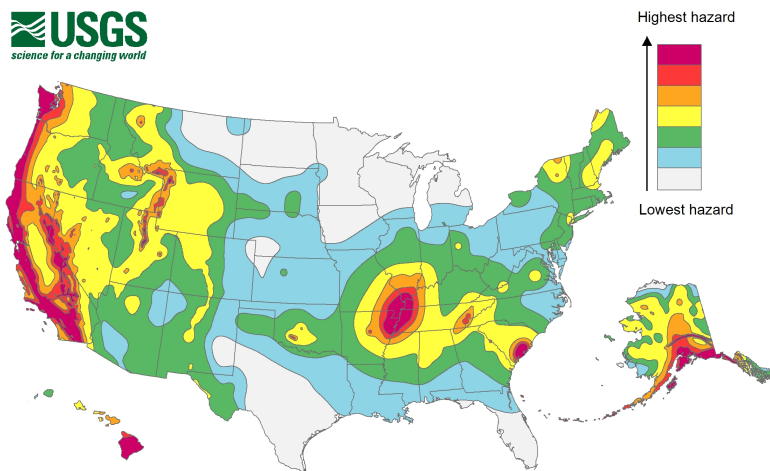 USGS
science for a changing world
Highest hazard
Lowest hazard